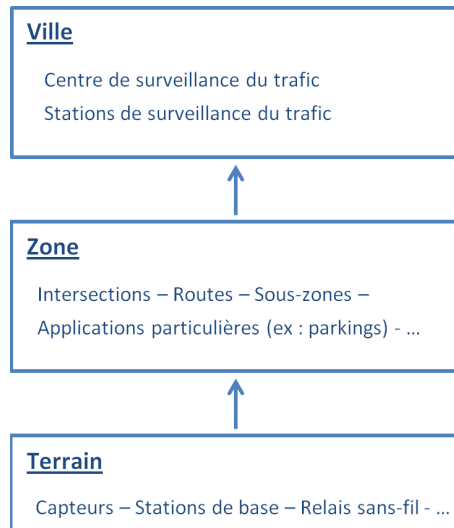 Ville
Centre de surveillance du trafic
Stations de surveillance du trafic
Zone
Intersections – Routes – Sous-zones –
Applications particulières (ex : parkings) - ...
Terrain
Capteurs – Stations de base – Relais sans-fil - ...